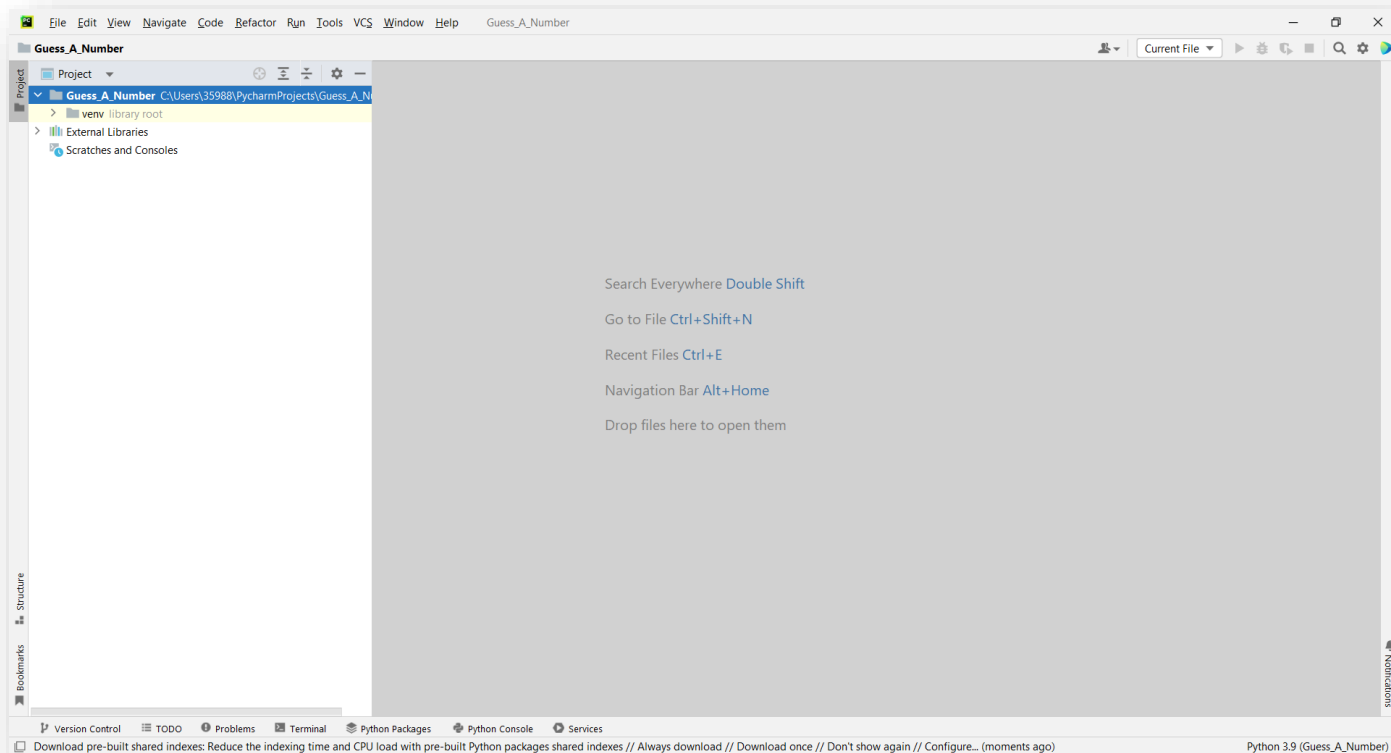 PC File Edit View Navigate Code Refactor Run Tools VCS Window Help Guess_A_Number
Guess_A_Number Current File
Project Project
Guess_A_Number C:\Users\35988\PycharmProjects\Guess_A_Nu
venv library root
External Libraries
Scratches and Consoles
Search Everywhere Double Shift
Go to File Ctrl+Shift+N
Recent Files Ctrl+E
Navigation Bar Alt+Home
Drop files here to open them
Structure
Bookmarks
Notifications
Version Control TODO Problems Terminal Python Packages Python Console Services
Download pre-built shared indexes: Reduce the indexing time and CPU load with pre-built Python packages shared indexes // Always download // Download once // Don't show again // Configure... (moments ago) Python 3.9 (Guess_A_Number)